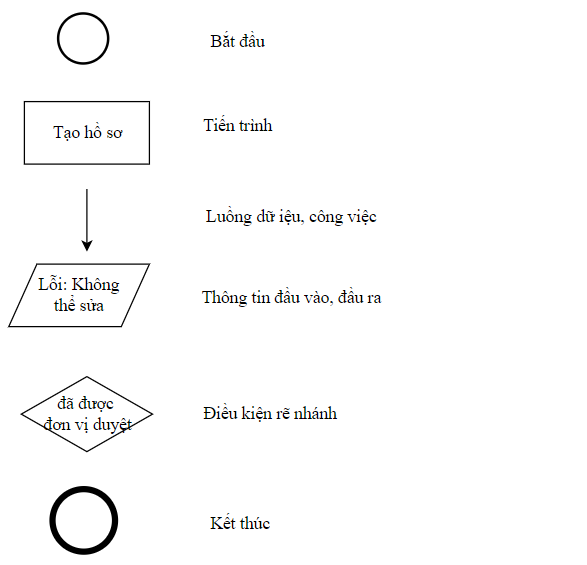 Bắt đầu
Tạo hồ sơ
Tiến trình
Luồng dữ iệu, công việc
Lỗi: Không
thể sửa
Thông tin đầu vào, đầu ra
đã được
đơn vị duyệt
Điều kiện rẽ nhánh
Kết thúc